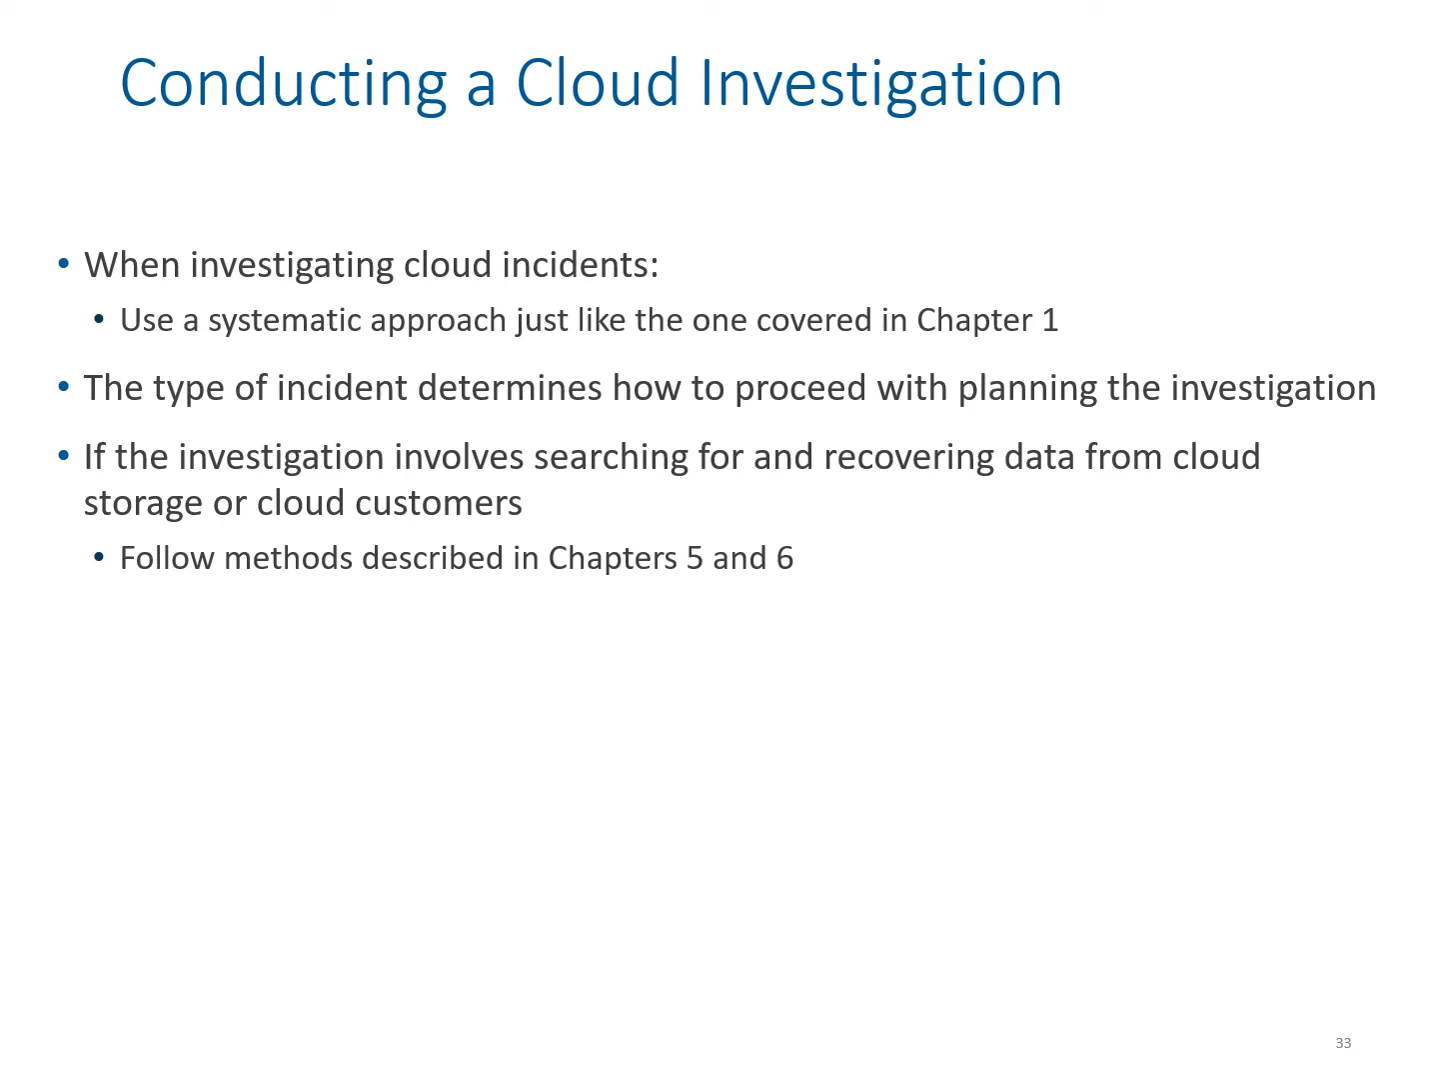 Conducting a Cloud Investigation
• When investigating cloud incidents:
• Use a systematic approach just like the one covered in Chapter 1
• The type of incident determines how to proceed with planning the investigation
• If the investigation involves searching for and recovering data from cloud
storage or cloud customers
• Follow methods described in Chapters 5 and 6
33